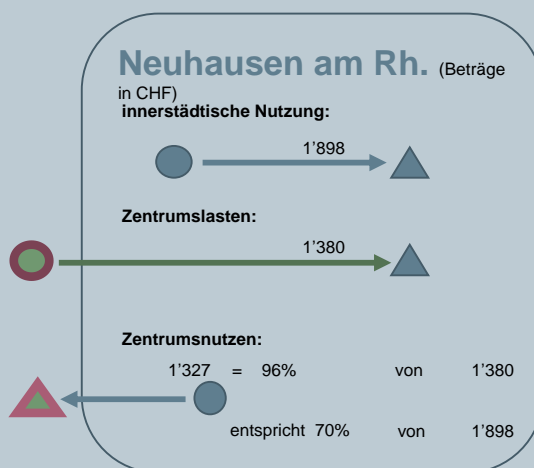 Neuhausen am Rh. (Beträge
in CHF)
innerstädtische Nutzung:
1'898
Zentrumslasten:
1'380
Zentrumsnutzen:
1'327 = 96% von 1'380
entspricht 70% von 1'898